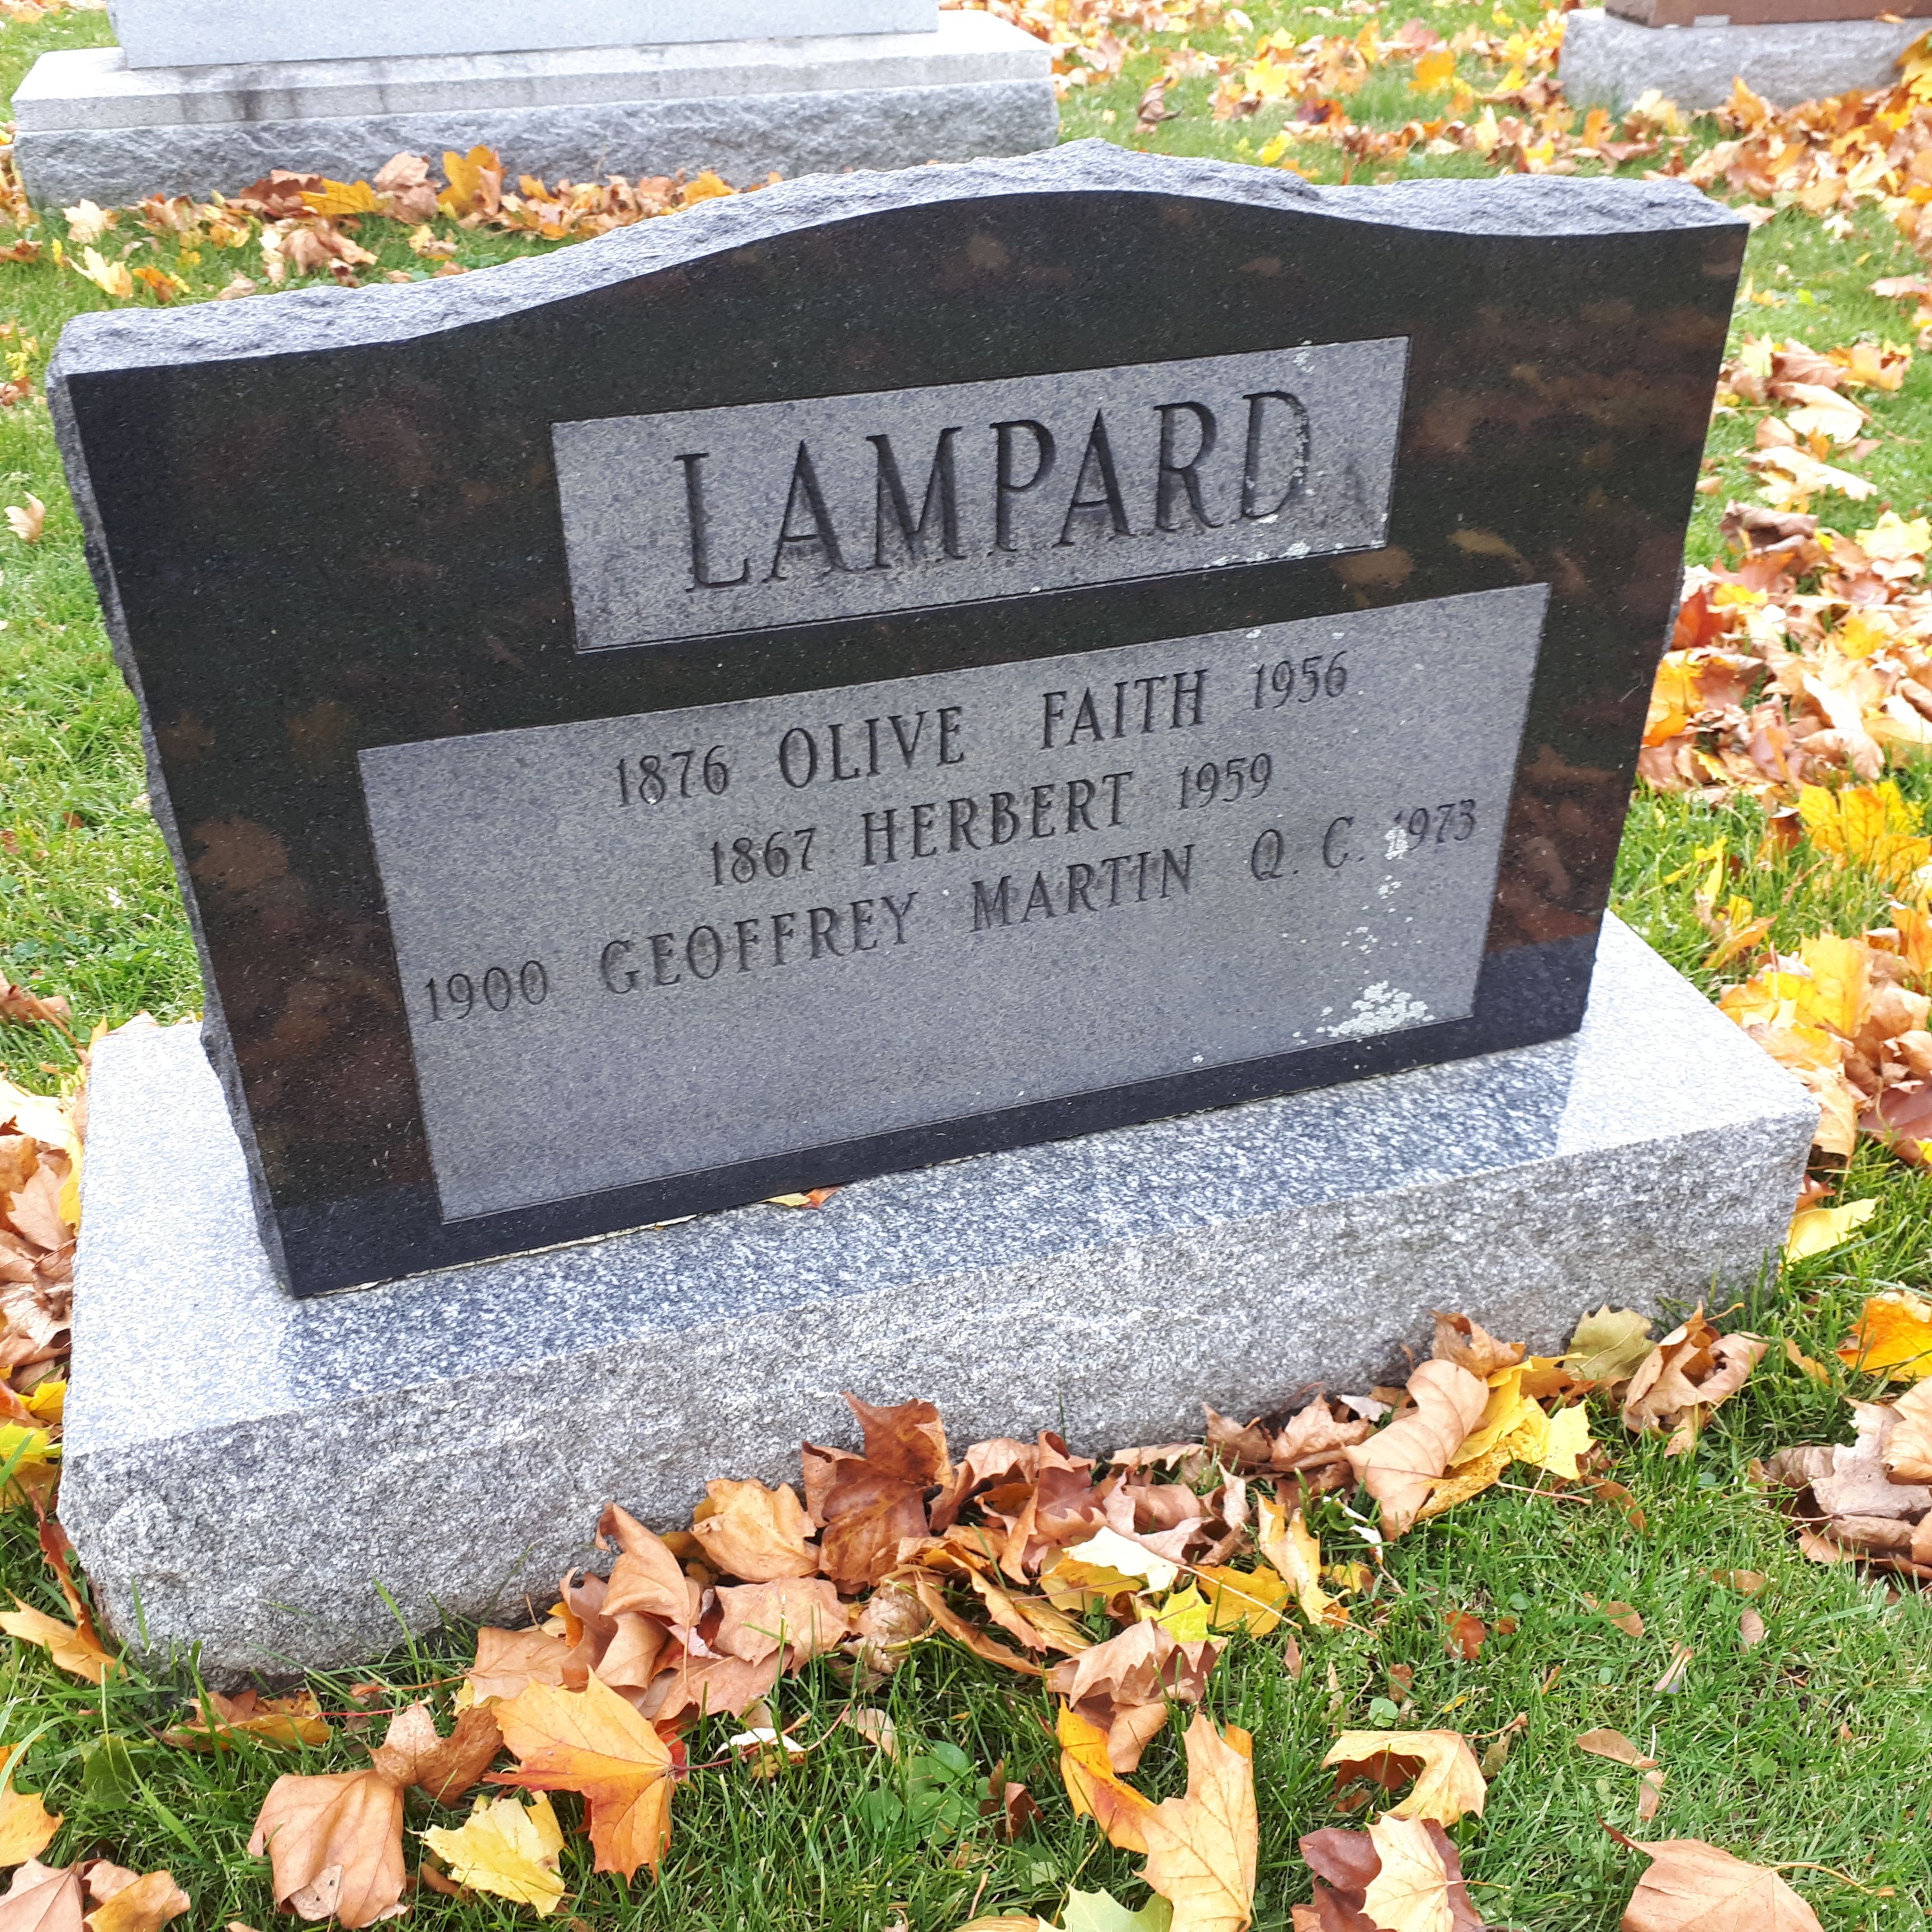 LAMPARD
1876 OLIVE FAITH 1956
1867 HERBERT 1959
1900 GEOFFREY MARTIN Q. C. 1973